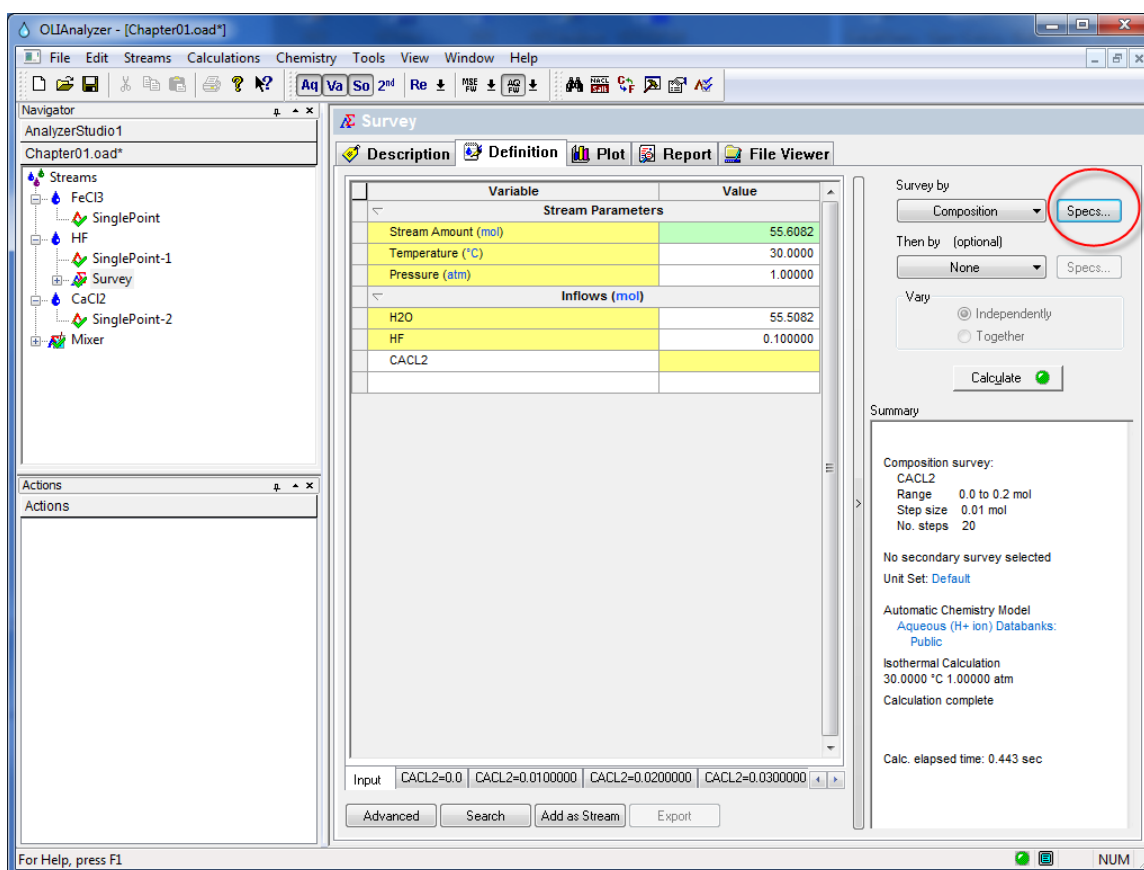 OLIAnalyzer - [Chapter01.oad*]
File Edit Streams Calculations Chemistry Tools View Window Help
Aq Va So 2nd Re MSE FW AQ FW
Navigator
AnalyzerStudio1
Chapter01.oad*
Streams
FeCl3
SinglePoint
HF
SinglePoint-1
Survey
CaCl2
SinglePoint-2
Mixer
Actions
Actions
Survey
Description Definition Plot Report File Viewer
Variable Value
Stream Parameters
Stream Amount (mol) 55.6082
Temperature (°C) 30.0000
Pressure (atm) 1.00000
Inflows (mol)
H2O 55.5082
HF 0.100000
CACL2
Input CACL2=0.0 CACL2=0.0100000 CACL2=0.0200000 CACL2=0.0300000
Advanced Search Add as Stream Export
Survey by
Composition Specs...
Then by (optional)
None Specs...
Vary
Independently
Together
Calculate
Summary
Composition survey:
CACL2
Range 0.0 to 0.2 mol
Step size 0.01 mol
No. steps 20
No secondary survey selected
Unit Set: Default
Automatic Chemistry Model
Aqueous (H+ ion) Databanks:
Public
Isothermal Calculation
30.0000 °C 1.00000 atm
Calculation complete
Calc. elapsed time: 0.443 sec
For Help, press F1 NUM